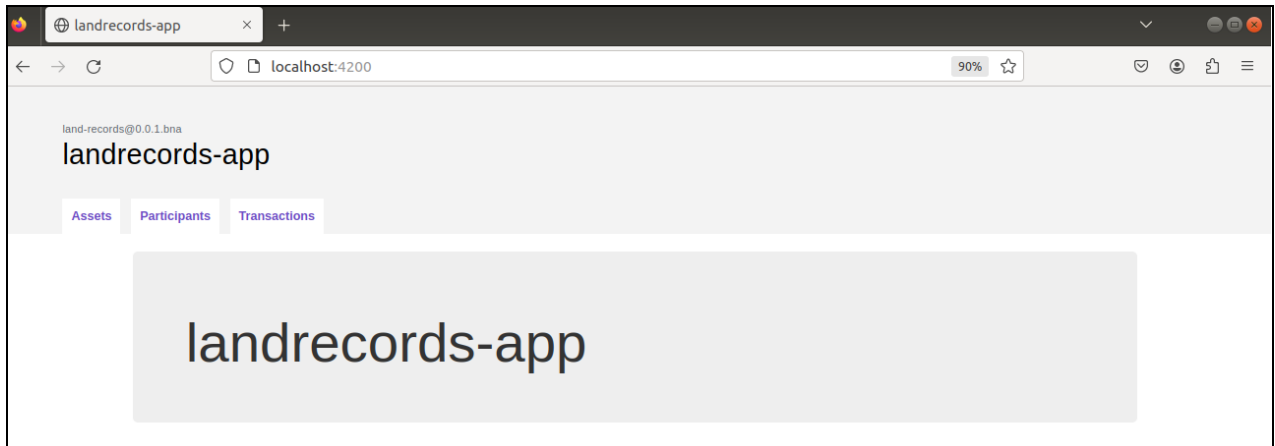 landrecords-app
localhost:4200
90%
land-records@0.0.1.bna
landrecords-app
Assets Participants Transactions
landrecords-app